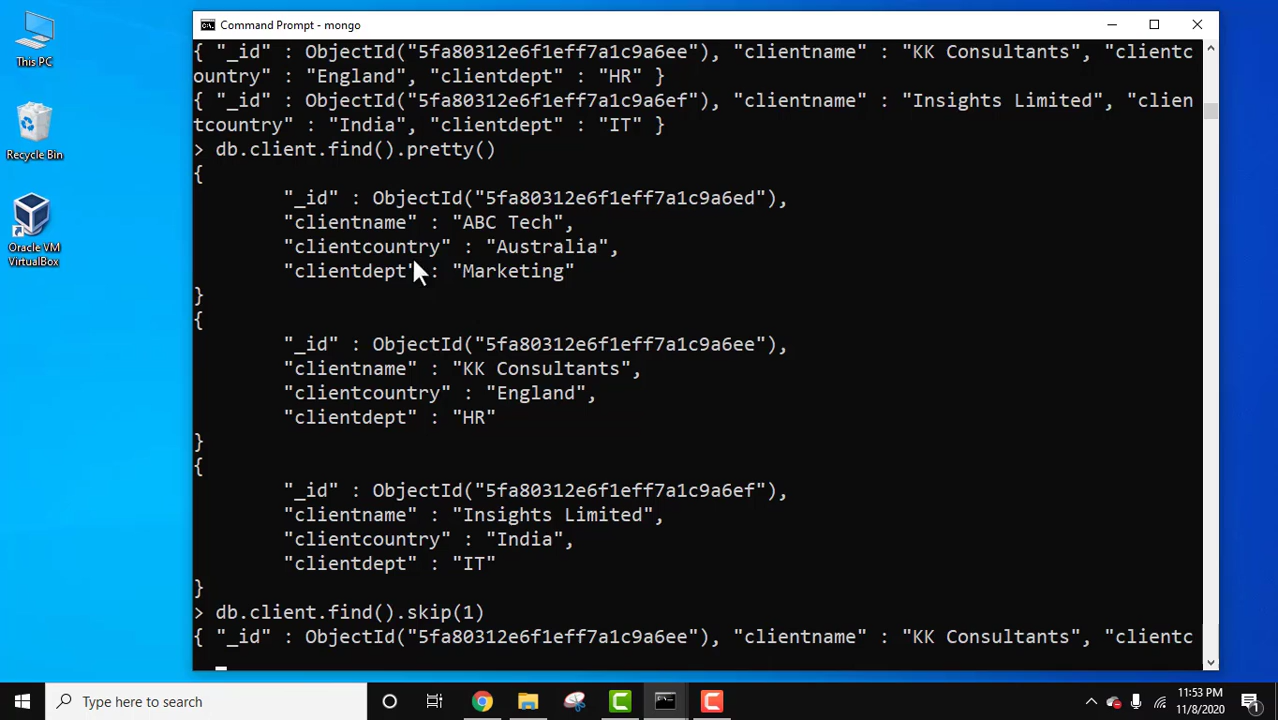 This PC
Recycle Bin
Oracle VM
VirtualBox
Command Prompt - mongo
{ "_id" : ObjectId("5fa80312e6f1eff7a1c9a6ee"), "clientname" : "KK Consultants", "clientc
ountry" : "England", "clientdept" : "HR" }
{ "_id" : ObjectId("5fa80312e6f1eff7a1c9a6ef"), "clientname" : "Insights Limited", "clien
tcountry" : "India", "clientdept" : "IT" }
> db.client.find().pretty()
{
"_id" : ObjectId("5fa80312e6f1eff7a1c9a6ed"),
"clientname" : "ABC Tech",
"clientcountry" : "Australia",
"clientdept" : "Marketing"
}
{
"_id" : ObjectId("5fa80312e6f1eff7a1c9a6ee"),
"clientname" : "KK Consultants",
"clientcountry" : "England",
"clientdept" : "HR"
}
{
"_id" : ObjectId("5fa80312e6f1eff7a1c9a6ef"),
"clientname" : "Insights Limited",
"clientcountry" : "India",
"clientdept" : "IT"
}
> db.client.find().skip(1)
{ "_id" : ObjectId("5fa80312e6f1eff7a1c9a6ee"), "clientname" : "KK Consultants", "clientc
Type here to search
11:53 PM
11/8/2020
1